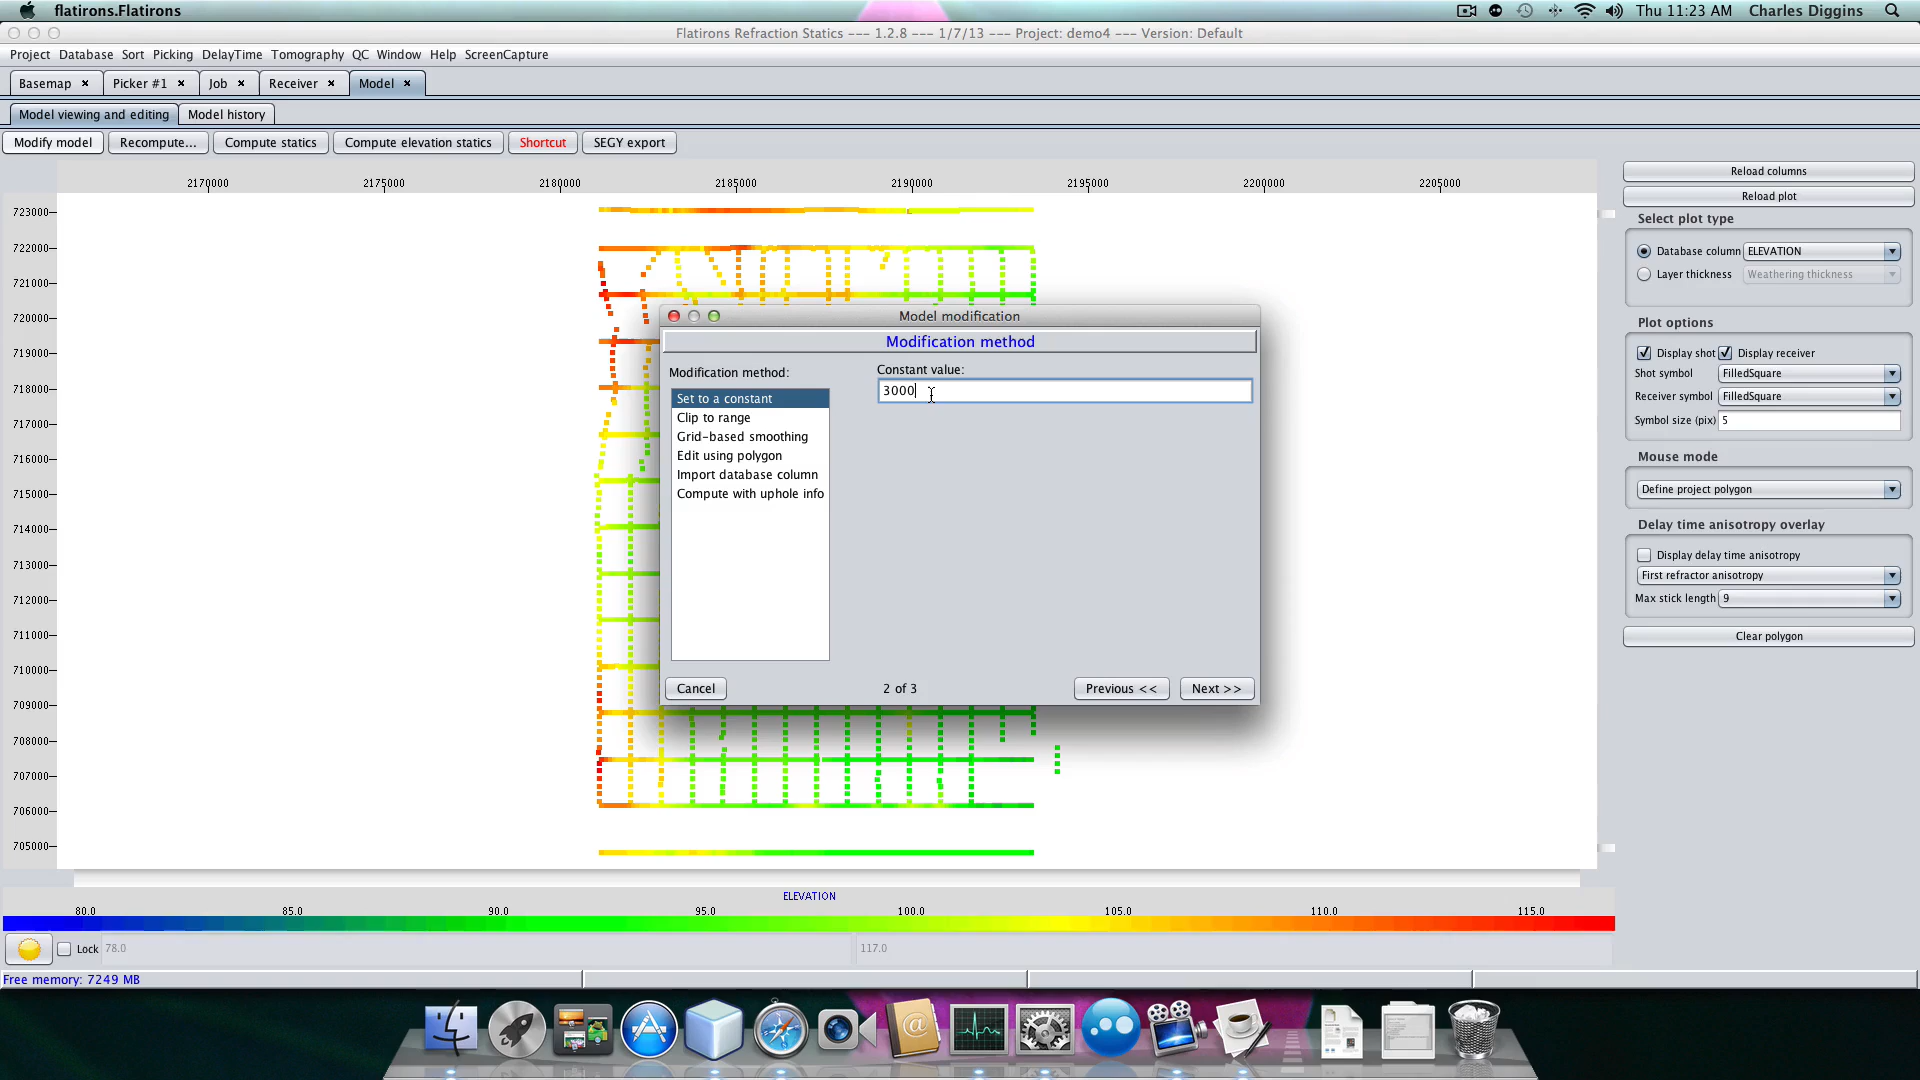 flatirons.Flatirons Thu 11:23 AM Charles Diggins
Flatirons Refraction Statics --- 1.2.8 --- 1/7/13 --- Project: demo4 --- Version: Default
Project Database Sort Picking DelayTime Tomography QC Window Help ScreenCapture
Basemap × Picker #1 × Job × Receiver × Model ×
Model viewing and editing Model history
Modify model Recompute... Compute statics Compute elevation statics Shortcut SEGY export
2170000 2175000 2180000 2185000 2190000 2195000 2200000 2205000
723000
722000
721000
720000
719000
718000
717000
716000
715000
714000
713000
712000
711000
710000
709000
708000
707000
706000
705000
Model modification
Modification method
Modification method:
Set to a constant
Clip to range
Grid-based smoothing
Edit using polygon
Import database column
Compute with uphole info
Constant value:
3000
Cancel 2 of 3 Previous << Next >>
Reload columns
Reload plot
Select plot type
Database column ELEVATION
Layer thickness Weathering thickness
Plot options
Display shot Display receiver
Shot symbol FilledSquare
Receiver symbol FilledSquare
Symbol size (pix) 5
Mouse mode
Define project polygon
Delay time anisotropy overlay
Display delay time anisotropy
First refractor anisotropy
Max stick length 9
Clear polygon
ELEVATION
80.0 85.0 90.0 95.0 100.0 105.0 110.0 115.0
Lock 78.0 117.0
Free memory: 7249 MB